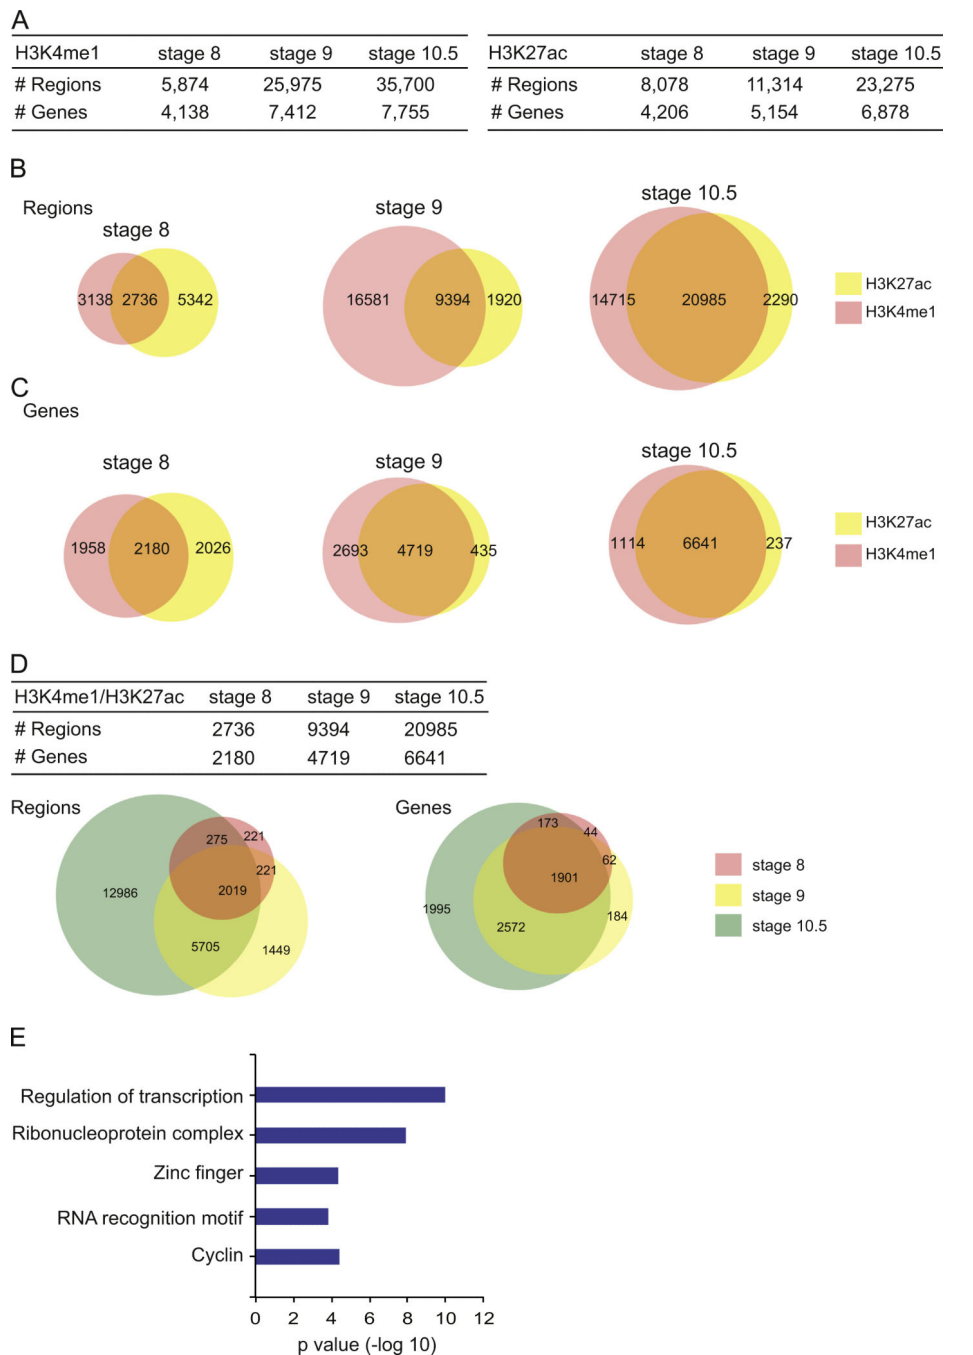 A
H3K4me1 stage 8 stage 9 stage 10.5
# Regions 5,874 25,975 35,700
# Genes 4,138 7,412 7,755
H3K27ac stage 8 stage 9 stage 10.5
# Regions 8,078 11,314 23,275
# Genes 4,206 5,154 6,878
B
Regions
stage 8
3138 2736 5342
stage 9
16581 9394 1920
stage 10.5
14715 20985 2290
H3K27ac
H3K4me1
C
Genes
stage 8
1958 2180 2026
stage 9
2693 4719 435
stage 10.5
1114 6641 237
H3K27ac
H3K4me1
D
H3K4me1/H3K27ac stage 8 stage 9 stage 10.5
# Regions 2736 9394 20985
# Genes 2180 4719 6641
Regions
275 221
221
12986 2019
5705 1449
Genes
173 44
62
1901
1995 184
2572
stage 8
stage 9
stage 10.5
E
Regulation of transcription
Ribonucleoprotein complex
Zinc finger
RNA recognition motif
Cyclin
0 2 4 6 8 10 12
p value (-log 10)